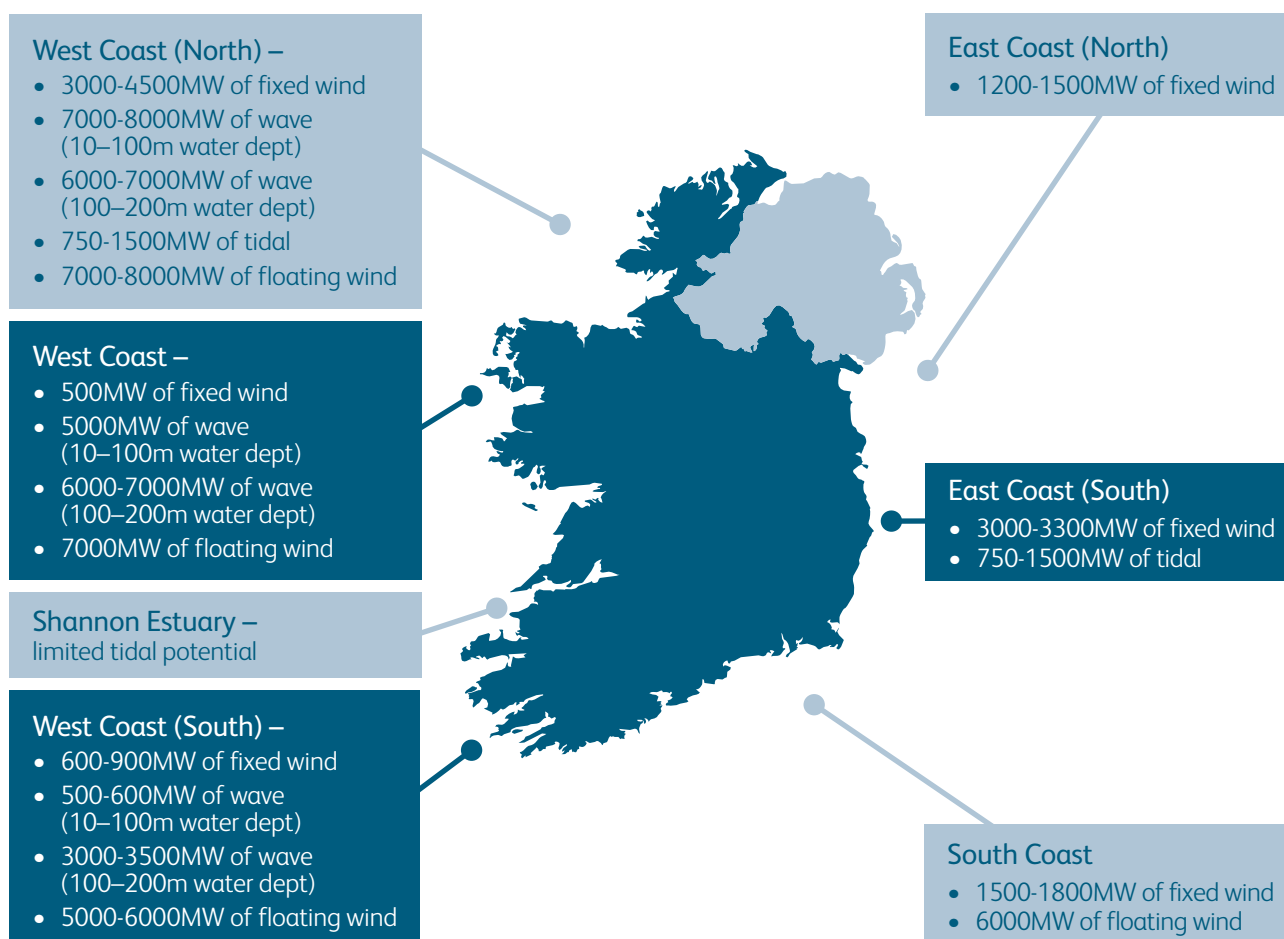 West Coast (North) –
• 3000-4500MW of fixed wind
• 7000-8000MW of wave
(10–100m water dept)
• 6000-7000MW of wave
(100–200m water dept)
• 750-1500MW of tidal
• 7000-8000MW of floating wind
West Coast –
• 500MW of fixed wind
• 5000MW of wave
(10–100m water dept)
• 6000-7000MW of wave
(100–200m water dept)
• 7000MW of floating wind
Shannon Estuary –
limited tidal potential
West Coast (South) –
• 600-900MW of fixed wind
• 500-600MW of wave
(10–100m water dept)
• 3000-3500MW of wave
(100–200m water dept)
• 5000-6000MW of floating wind
East Coast (North)
• 1200-1500MW of fixed wind
East Coast (South)
• 3000-3300MW of fixed wind
• 750-1500MW of tidal
South Coast
• 1500-1800MW of fixed wind
• 6000MW of floating wind